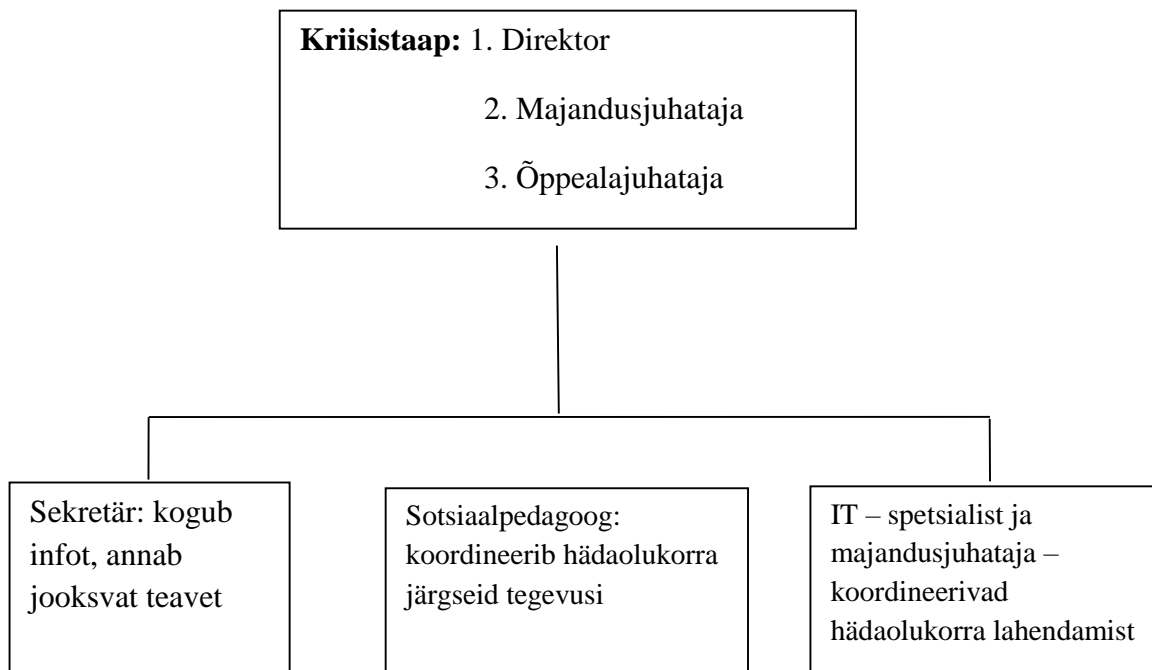 Kriisistaap: 1. Direktor
2. Majandusjuhataja
3. Õppealajuhataja
Sekretär: kogub
infot, annab
jooksvat teavet
Sotsiaalpedagoog:
koordineerib hädaolukorra
järgseid tegevusi
IT – spetsialist ja
majandusjuhataja –
koordineerivad
hädaolukorra lahendamist